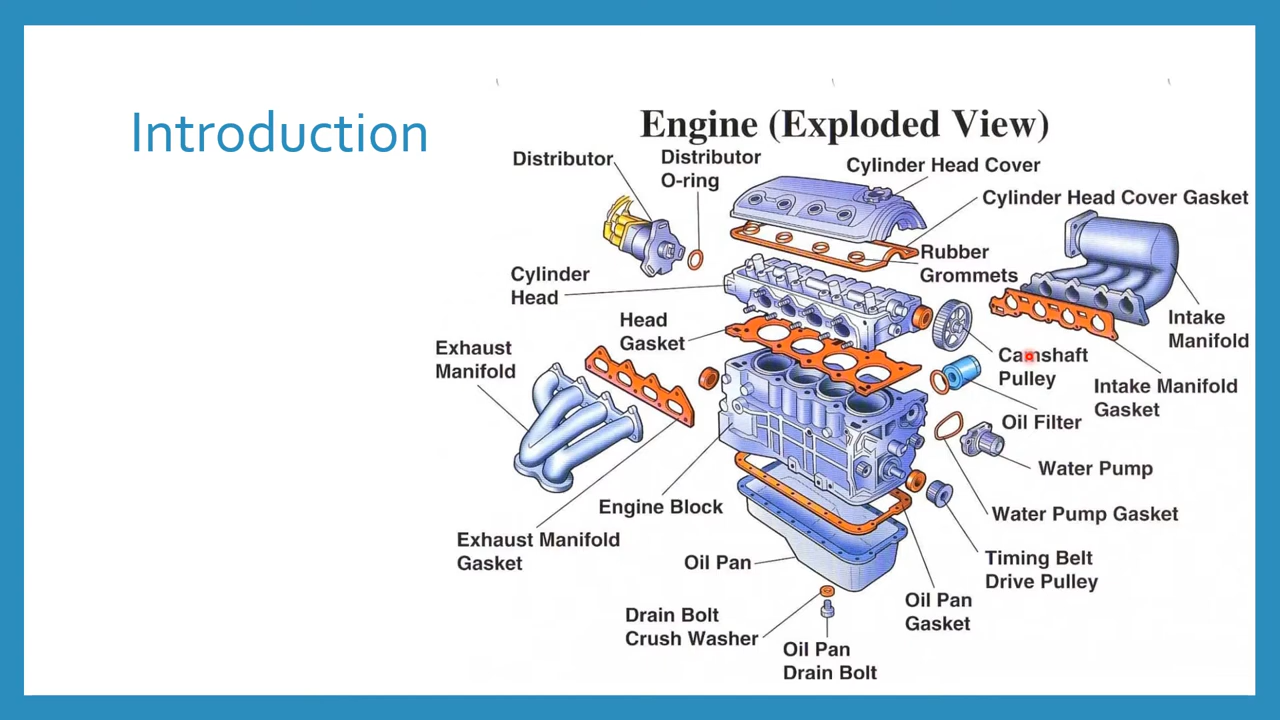 Introduction
Engine (Exploded View)
Distributor
Distributor
O-ring
Cylinder Head Cover
Cylinder Head Cover Gasket
Rubber
Grommets
Cylinder
Head
Head
Gasket
Intake
Manifold
Exhaust
Manifold
Camshaft
Pulley
Intake Manifold
Gasket
Oil Filter
Water Pump
Engine Block
Water Pump Gasket
Exhaust Manifold
Gasket
Oil Pan
Timing Belt
Drive Pulley
Oil Pan
Gasket
Drain Bolt
Crush Washer
Oil Pan
Drain Bolt